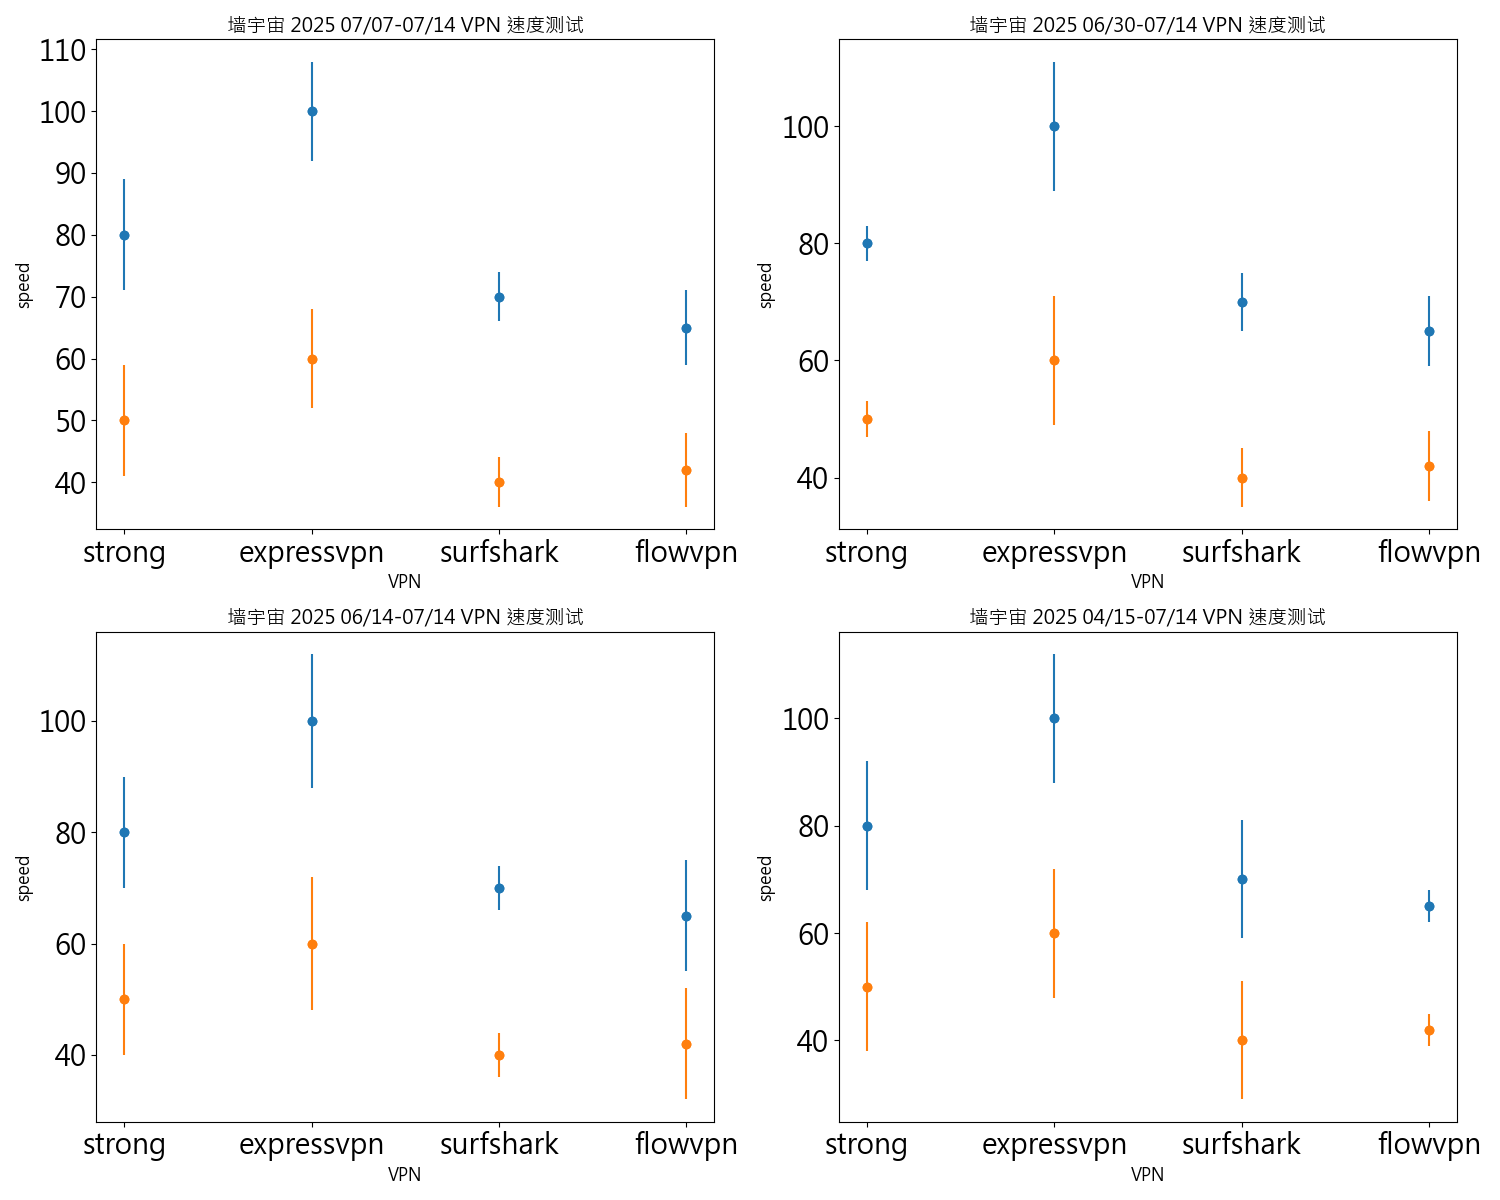 墙宇宙 2025 07/07-07/14 VPN 速度测试
110
100
90
80
70
60
50
40
speed
strong expressvpn surfshark flowvpn
VPN
墙宇宙 2025 06/30-07/14 VPN 速度测试
100
80
60
40
speed
strong expressvpn surfshark flowvpn
VPN
墙宇宙 2025 06/14-07/14 VPN 速度测试
100
80
60
40
speed
strong expressvpn surfshark flowvpn
VPN
墙宇宙 2025 04/15-07/14 VPN 速度测试
100
80
60
40
speed
strong expressvpn surfshark flowvpn
VPN